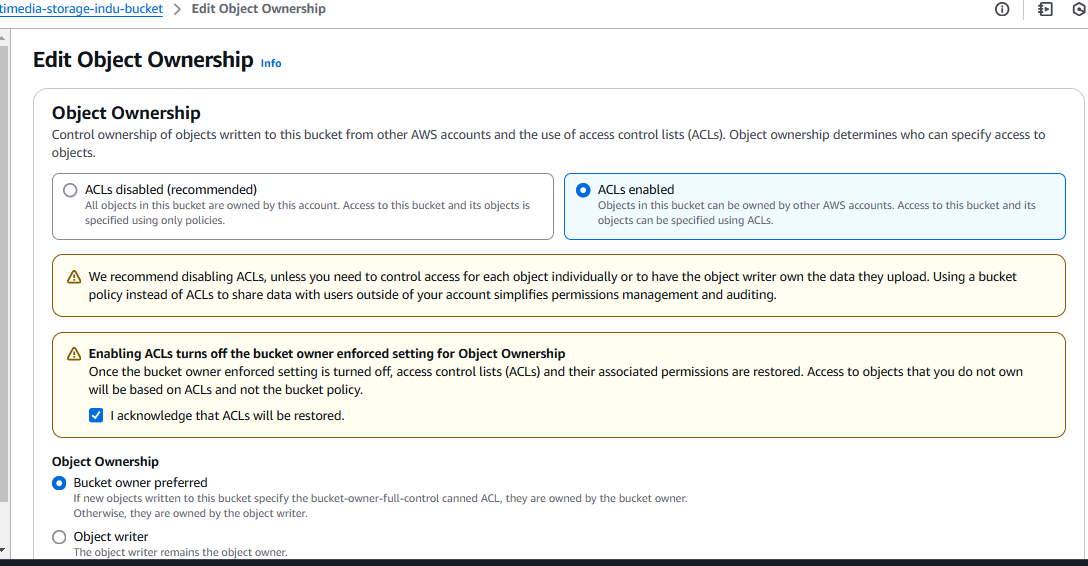 timedia-storage-indu-bucket > Edit Object Ownership
Edit Object Ownership Info
Object Ownership
Control ownership of objects written to this bucket from other AWS accounts and the use of access control lists (ACLs). Object ownership determines who can specify access to
objects.
ACLs disabled (recommended)
All objects in this bucket are owned by this account. Access to this bucket and its objects is
specified using only policies.
ACLs enabled
Objects in this bucket can be owned by other AWS accounts. Access to this bucket and its
objects can be specified using ACLs.
We recommend disabling ACLs, unless you need to control access for each object individually or to have the object writer own the data they upload. Using a bucket
policy instead of ACLs to share data with users outside of your account simplifies permissions management and auditing.
Enabling ACLs turns off the bucket owner enforced setting for Object Ownership
Once the bucket owner enforced setting is turned off, access control lists (ACLs) and their associated permissions are restored. Access to objects that you do not own
will be based on ACLs and not the bucket policy.
I acknowledge that ACLs will be restored.
Object Ownership
Bucket owner preferred
If new objects written to this bucket specify the bucket-owner-full-control canned ACL, they are owned by the bucket owner.
Otherwise, they are owned by the object writer.
Object writer
The object writer remains the object owner.